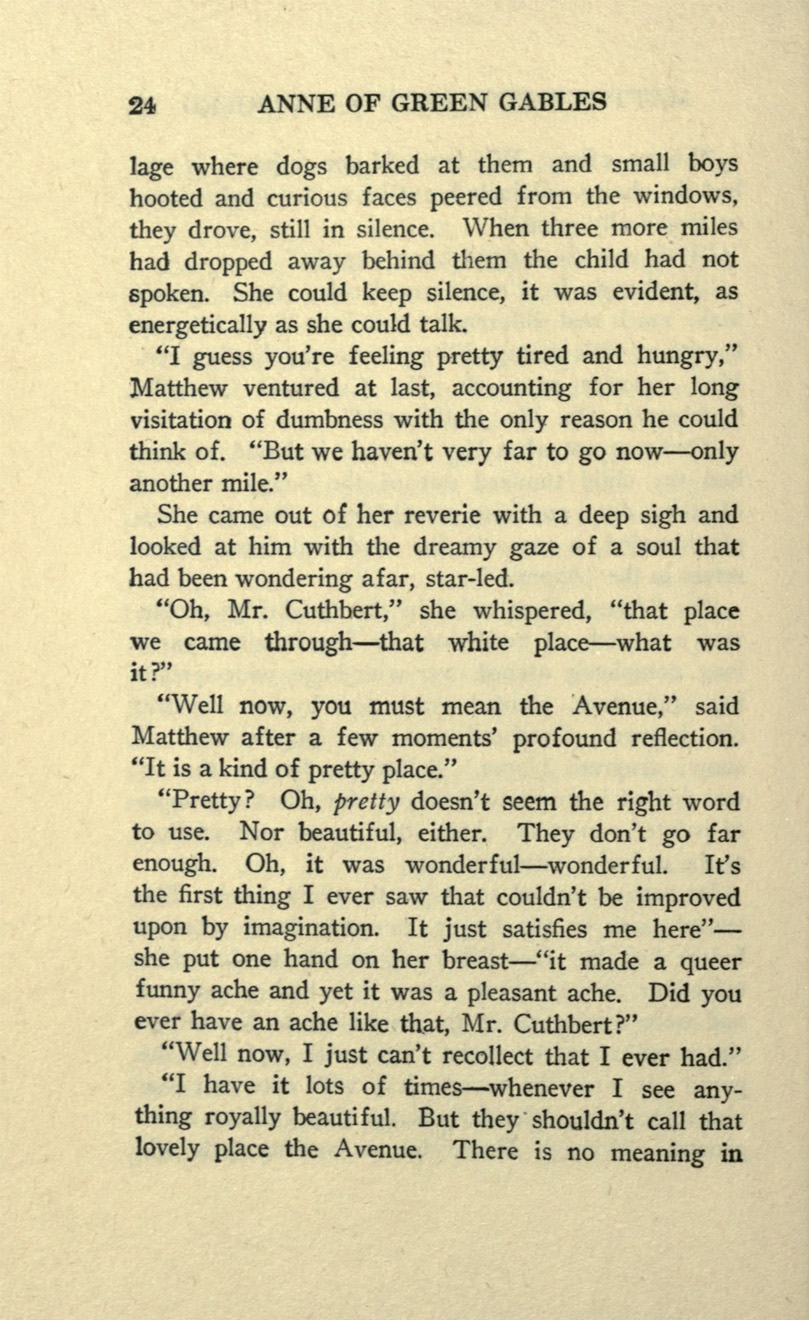 24 ANNE OF GREEN GABLES
lage where dogs barked at them and small boys
hooted and curious faces peered from the windows,
they drove, still in silence. When three more miles
had dropped away behind them the child had not
spoken. She could keep silence, it was evident, as
energetically as she could talk.
“I guess you're feeling pretty tired and hungry,”
Matthew ventured at last, accounting for her long
visitation of dumbness with the only reason he could
think of. “But we haven't very far to go now—only
another mile.”
She came out of her reverie with a deep sigh and
looked at him with the dreamy gaze of a soul that
had been wondering afar, star-led.
“Oh, Mr. Cuthbert,” she whispered, “that place
we came through—that white place—what was
it?”
“Well now, you must mean the Avenue,” said
Matthew after a few moments' profound reflection.
“It is a kind of pretty place.”
“Pretty? Oh, pretty doesn't seem the right word
to use. Nor beautiful, either. They don't go far
enough. Oh, it was wonderful—wonderful. It's
the first thing I ever saw that couldn't be improved
upon by imagination. It just satisfies me here”—
she put one hand on her breast—“it made a queer
funny ache and yet it was a pleasant ache. Did you
ever have an ache like that, Mr. Cuthbert?”
“Well now, I just can't recollect that I ever had.”
“I have it lots of times—whenever I see any-
thing royally beautiful. But they shouldn't call that
lovely place the Avenue. There is no meaning in